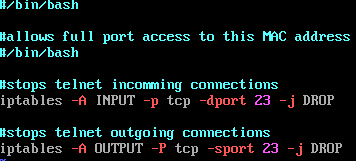 #/bin/bash
#allows full port access to this MAC address
#/bin/bash
#stops telnet incomming connections
iptables -A INPUT -p tcp -dport 23 -j DROP
#stops telnet outgoing connections
iptables -A OUTPUT -P tcp -sport 23 -j DROP